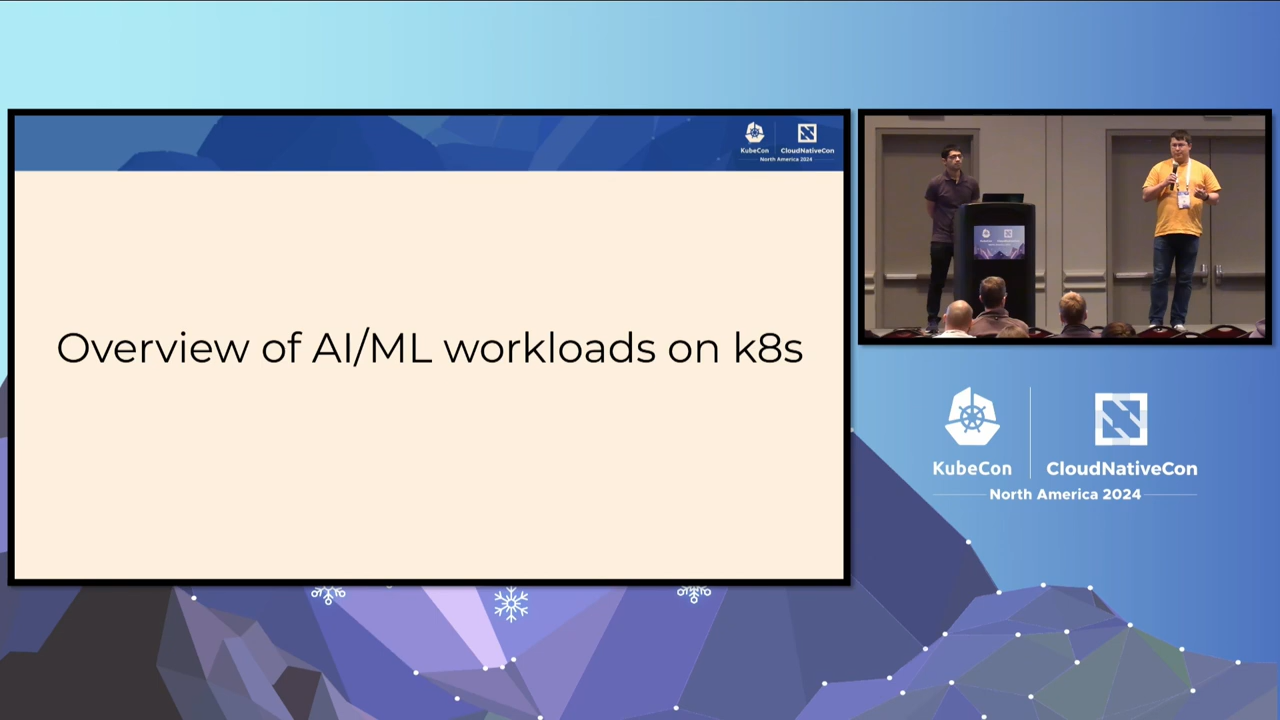 KubeCon
CloudNativeCon
North America 2024
Overview of AI/ML workloads on k8s
KubeCon
CloudNativeCon
North America 2024